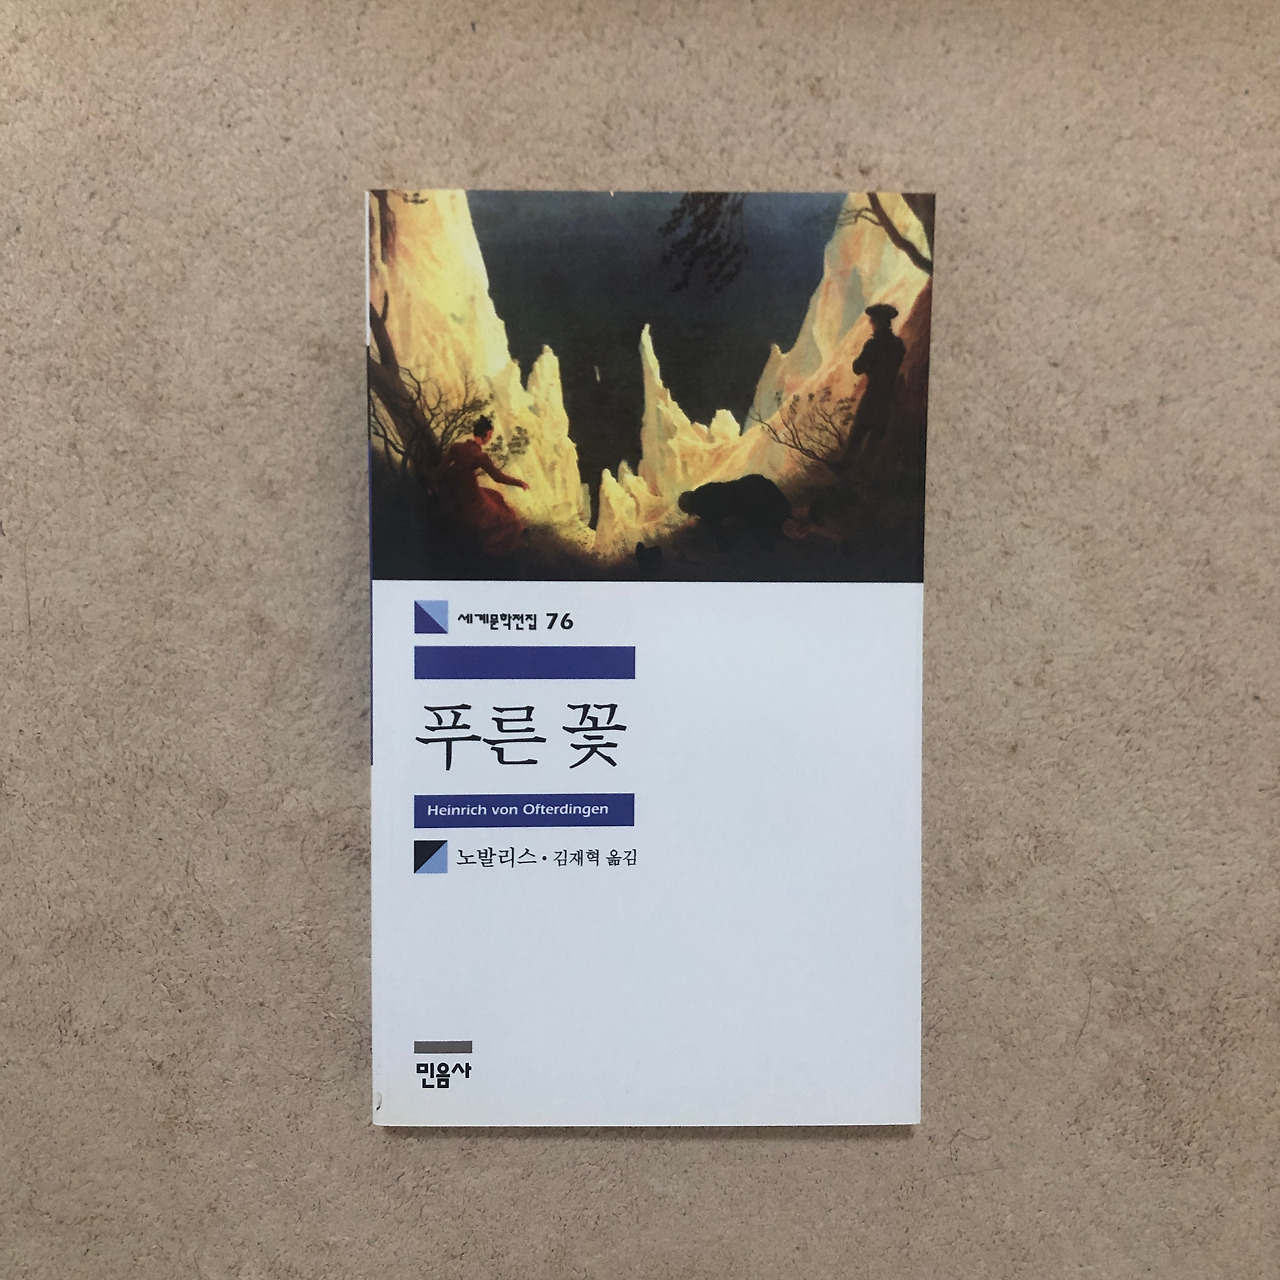 세계문학전집 76
푸른 꽃
Heinrich von Ofterdingen
노발리스·김재혁 옮김
민음사